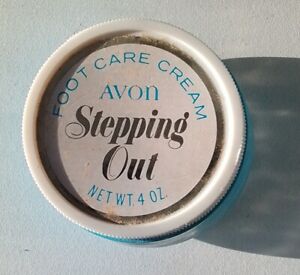 FOOT CARE CREAM
AVON
Stepping
Out
NET WT. 4 OZ.